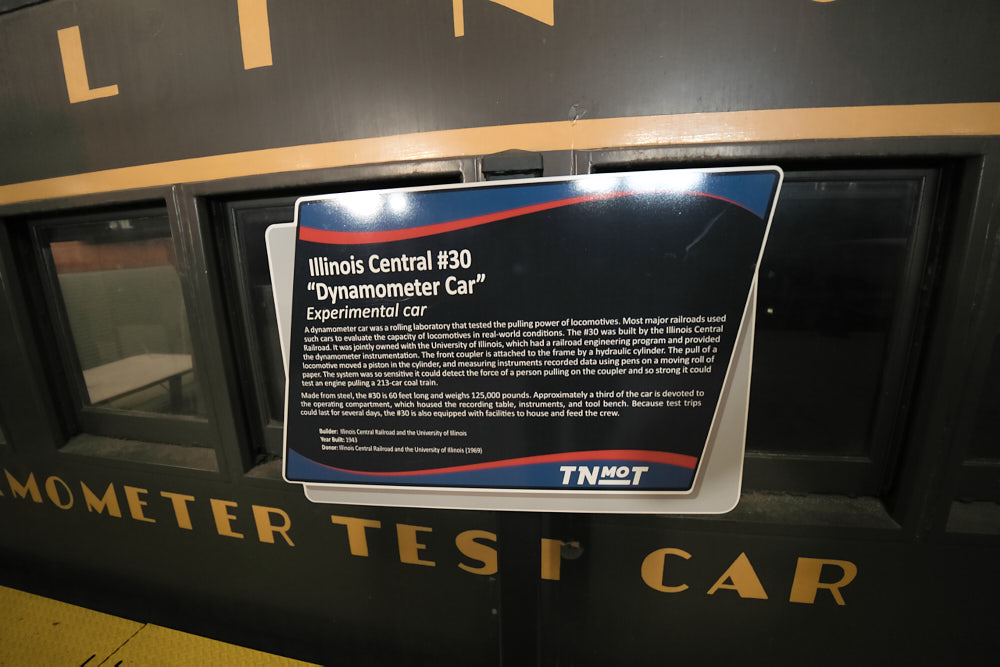 L I N
Illinois Central #30
"Dynamometer Car"
Experimental car
A dynamometer car was a rolling laboratory that tested the pulling power of locomotives. Most major railroads used
such cars to evaluate the capacity of locomotives in real-world conditions. The #30 was built by the Illinois Central
Railroad. It was jointly owned with the University of Illinois, which had a railroad engineering program and provided
the dynamometer instrumentation. The front coupler is attached to the frame by a hydraulic cylinder. The pull of a
locomotive moved a piston in the cylinder, and measuring instruments recorded data using pens on a moving roll of
paper. The system was so sensitive it could detect the force of a person pulling on the coupler and so strong it could
test an engine pulling a 213-car coal train.
Made from steel, the #30 is 60 feet long and weighs 125,000 pounds. Approximately a third of the car is devoted to
the operating compartment, which housed the recording table, instruments, and tool bench. Because test trips
could last for several days, the #30 is also equipped with facilities to house and feed the crew.
Builder: Illinois Central Railroad and the University of Illinois
Year Built: 1943
Donor: Illinois Central Railroad and the University of Illinois (1969)
TNMOT
MOMETER TEST CAR